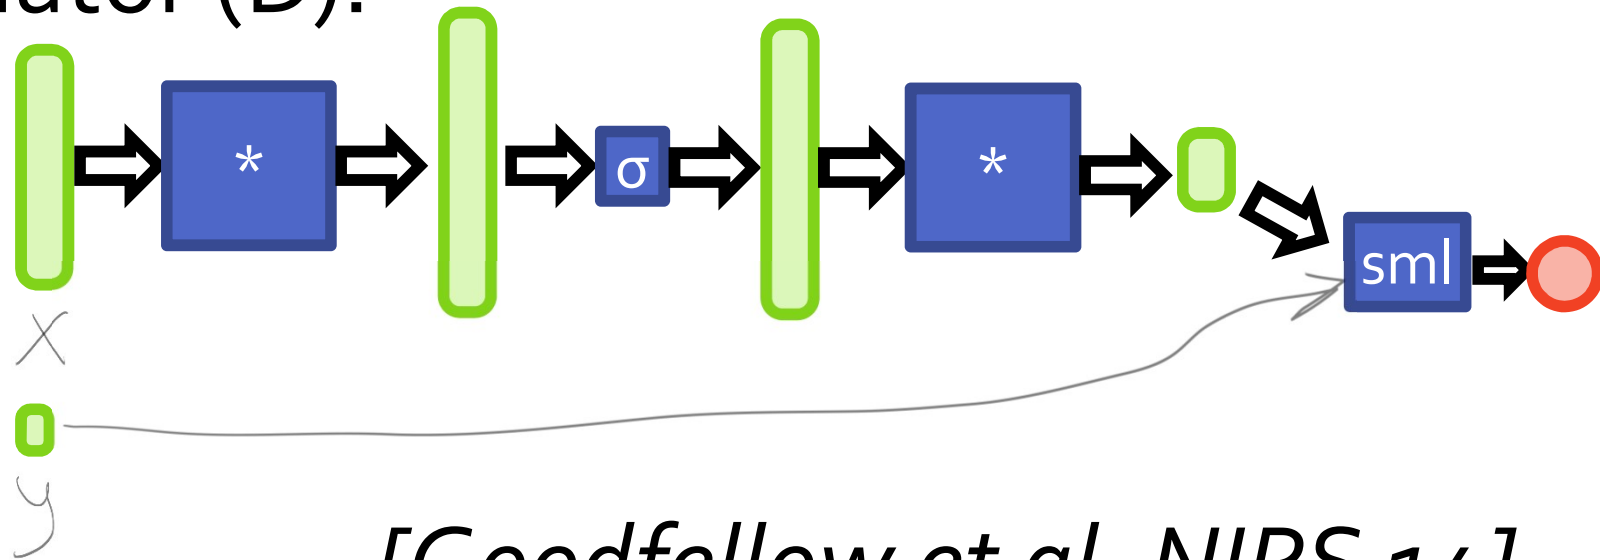 (D):
* σ * sml
x
y
[Goodfellow et al. NIPS 14]